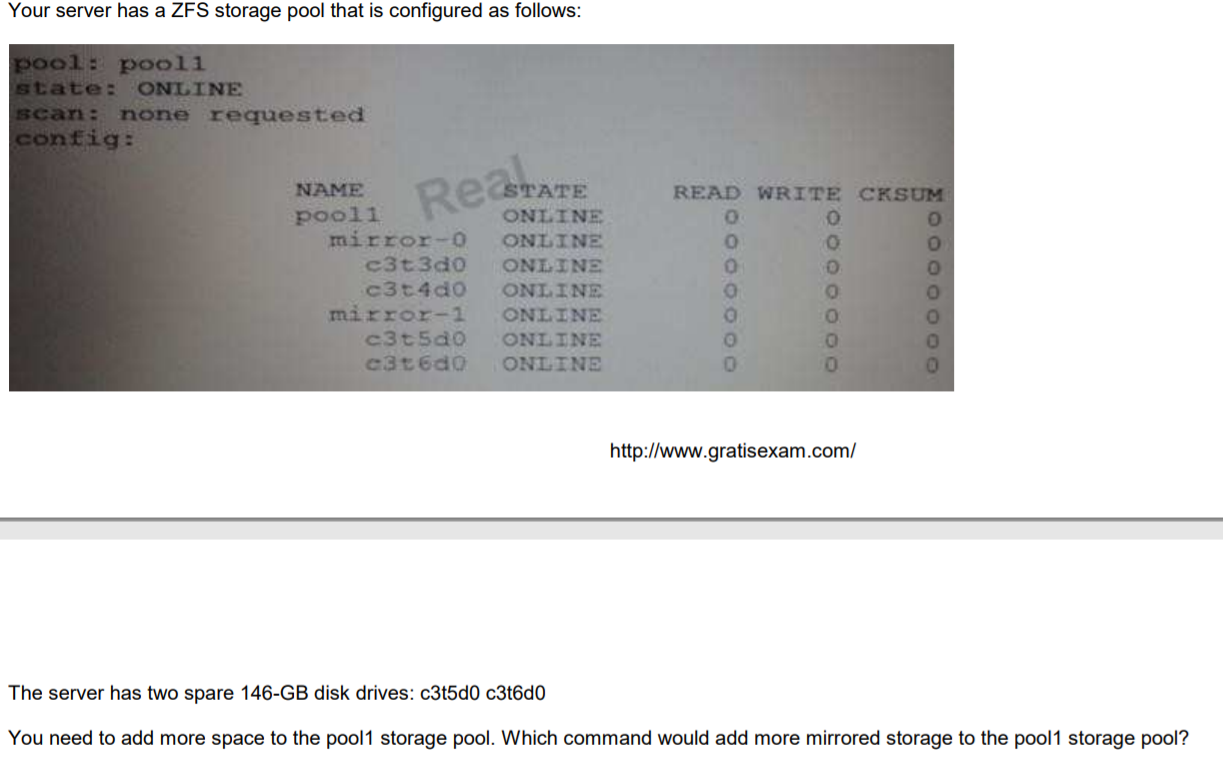 Your server has a ZFS storage pool that is configured as follows:
pool: pool1
state: ONLINE
scan: none requested
config:
NAME STATE READ WRITE CKSUM
pool1 ONLINE 0 0 0
mirror-0 ONLINE 0 0 0
c3t3d0 ONLINE 0 0 0
c3t4d0 ONLINE 0 0 0
mirror-1 ONLINE 0 0 0
c3t5d0 ONLINE 0 0 0
c3t6d0 ONLINE 0 0 0
Real
http://www.gratisexam.com/
The server has two spare 146-GB disk drives: c3t5d0 c3t6d0
You need to add more space to the pool1 storage pool. Which command would add more mirrored storage to the pool1 storage pool?